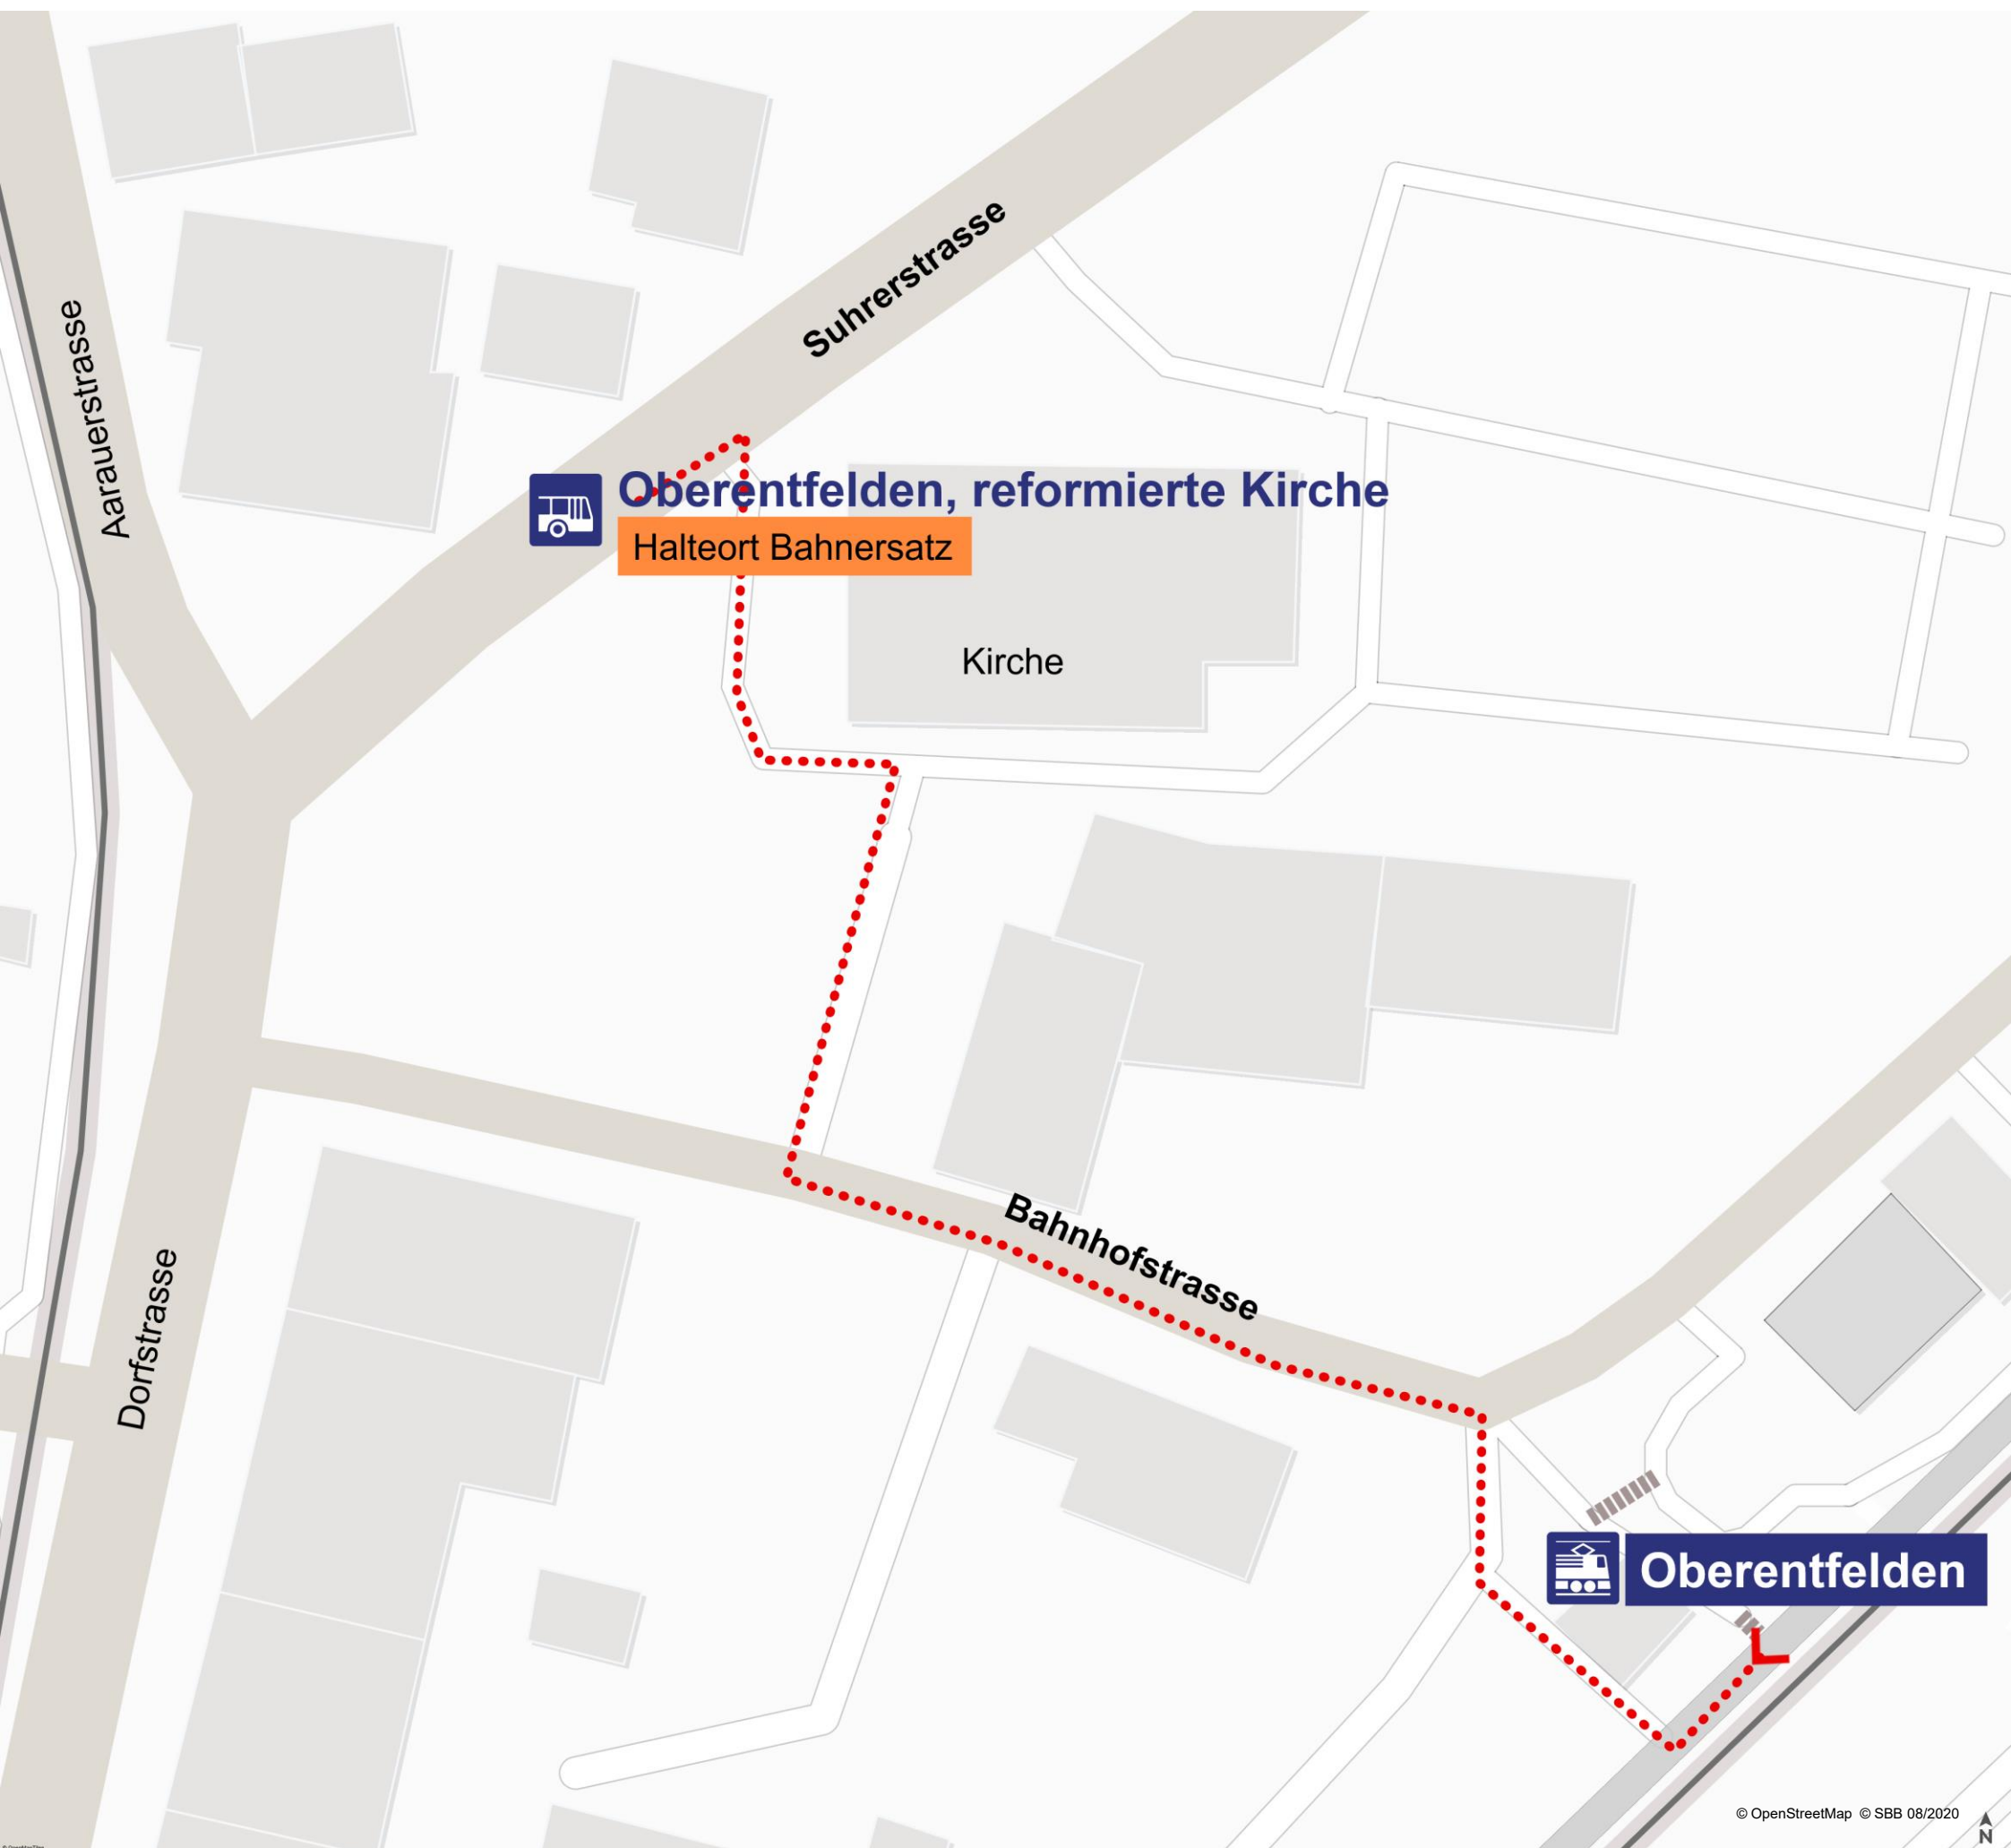 Suhrerstrasse
Aarauerstrasse
Oberentfelden, reformierte Kirche
Halteort Bahnersatz
Kirche
Bahnhofstrasse
Dorfstrasse
Oberentfelden
© OpenStreetMap © SBB 08/2020
N